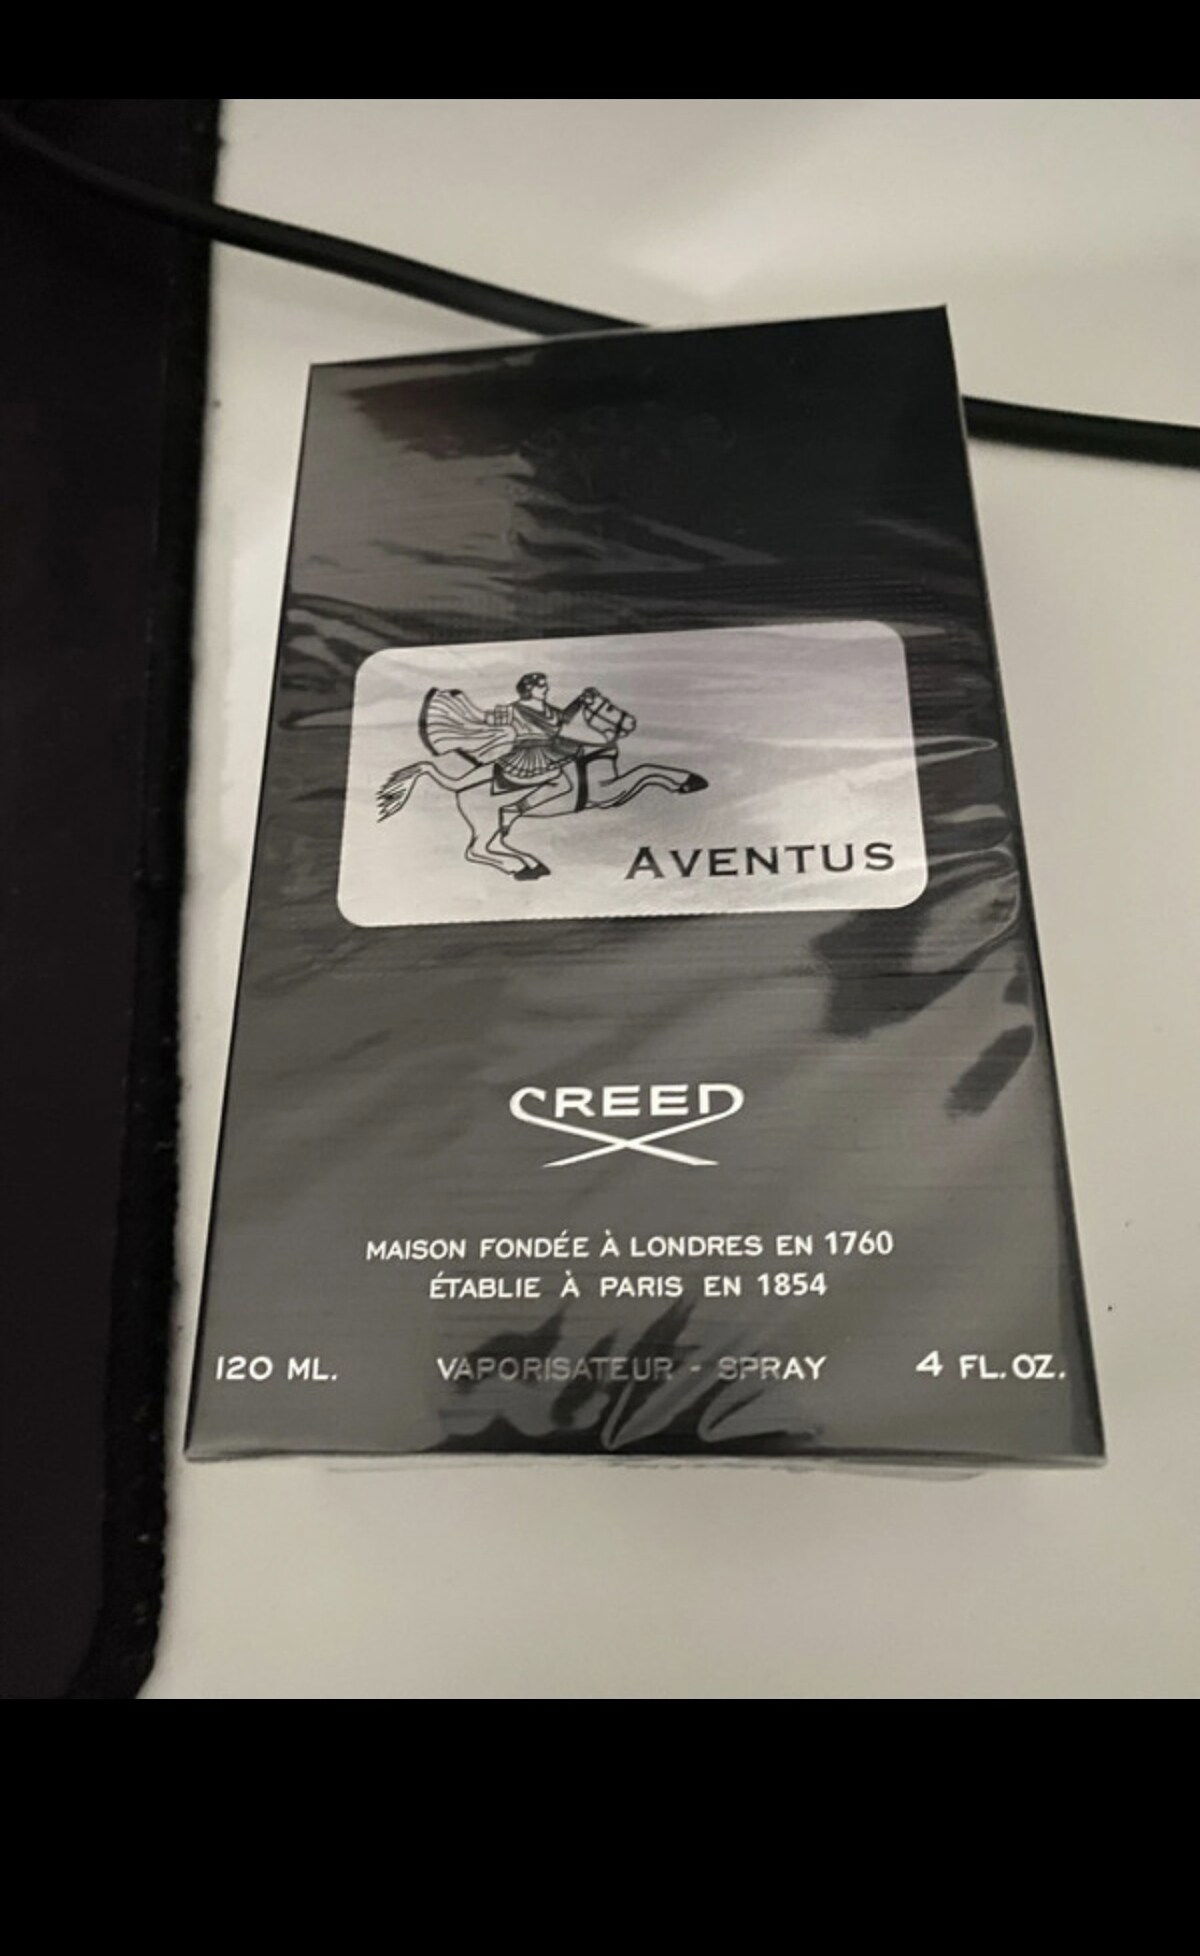 AVENTUS
CREED
MAISON FONDÉE À LONDRES EN 1760
ÉTABLIE À PARIS EN 1854
120 ML. VAPORISATEUR - SPRAY 4 FL. OZ.